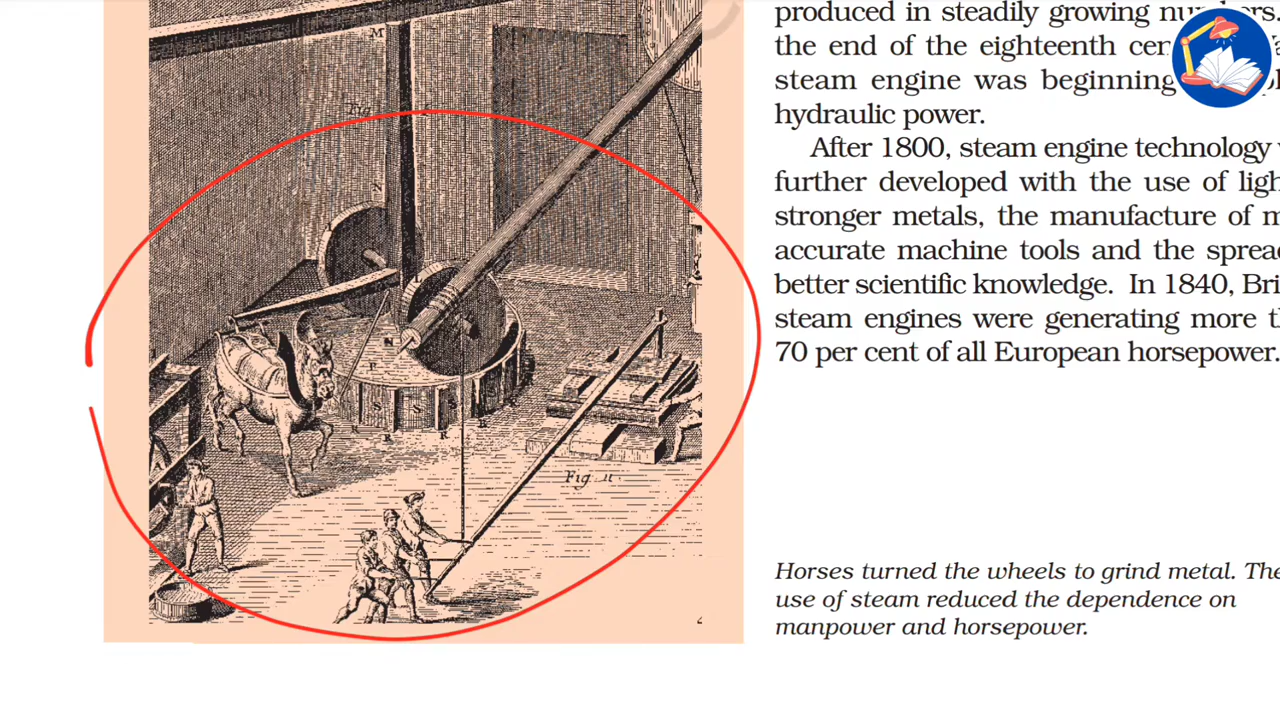 produced in steadily growing
the end of the eighteenth
steam engine was beginning
hydraulic power.
After 1800, steam engine technology
further developed with the use of
stronger metals, the manufacture of
accurate machine tools and the
better scientific knowledge. In 1840,
steam engines were generating more
70 per cent of all European horsepower.
M
Fig
N
S S S
R R R
Fig. II.
Horses turned the wheels to grind metal. The
use of steam reduced the dependence on
manpower and horsepower.